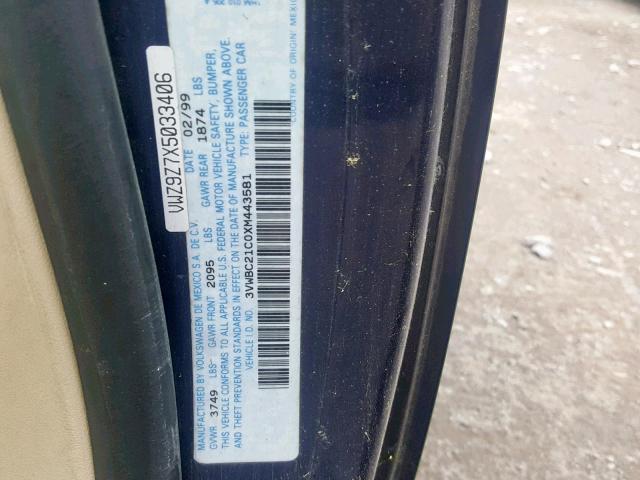 VWZ9Z7X5033406
MANUFACTURED BY VOLKSWAGEN DE MEXICO S.A. DE C.V. DATE 02/99
GVWR 3749 LBS- GAWR FRONT 2095 LBS GAWR REAR 1874 LBS
THIS VEHICLE CONFORMS TO ALL APPLICABLE U.S. FEDERAL MOTOR VEHICLE SAFETY, BUMPER,
AND THEFT PREVENTION STANDARDS IN EFFECT ON THE DATE OF MANUFACTURE SHOWN ABOVE.
VEHICLE I.D. NO. 3VWBC21C0XM443581 TYPE: PASSENGER CAR
COUNTRY OF ORIGIN: MEXICO